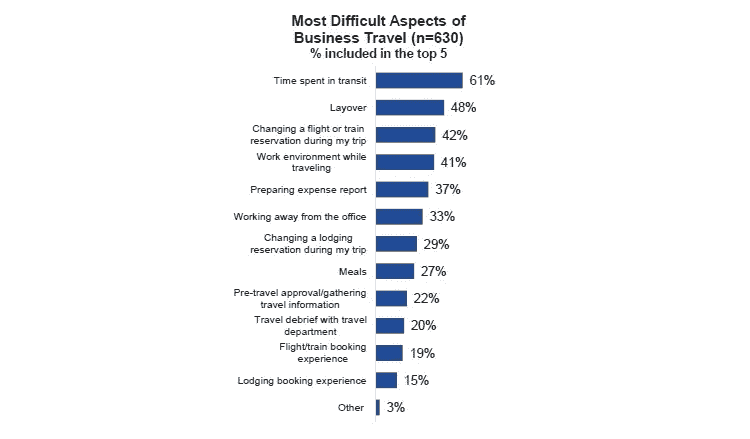 Most Difficult Aspects of
Business Travel (n=630)
% included in the top 5
Time spent in transit 61%
Layover 48%
Changing a flight or train
reservation during my trip 42%
Work environment while
traveling 41%
Preparing expense report 37%
Working away from the office 33%
Changing a lodging
reservation during my trip 29%
Meals 27%
Pre-travel approval/gathering
travel information 22%
Travel debrief with travel
department 20%
Flight/train booking
experience 19%
Lodging booking experience 15%
Other 3%